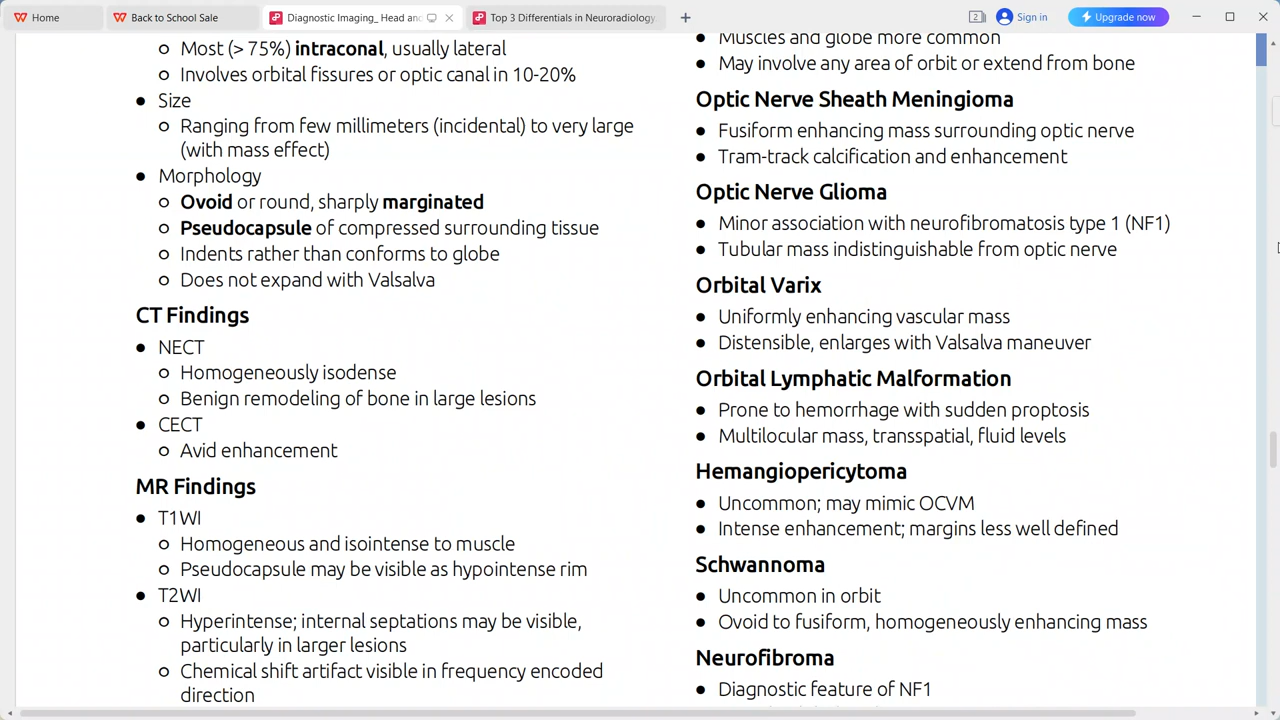 Home
Back to School Sale
Diagnostic Imaging_ Head an
Top 3 Differentials in Neuroradiology
2
Sign in
Upgrade now
○ Most (> 75%) intraconal, usually lateral
○ Involves orbital fissures or optic canal in 10-20%
● Size
○ Ranging from few millimeters (incidental) to very large
(with mass effect)
● Morphology
○ Ovoid or round, sharply marginated
○ Pseudocapsule of compressed surrounding tissue
○ Indents rather than conforms to globe
○ Does not expand with Valsalva
CT Findings
● NECT
○ Homogeneously isodense
○ Benign remodeling of bone in large lesions
● CECT
○ Avid enhancement
MR Findings
● T1WI
○ Homogeneous and isointense to muscle
○ Pseudocapsule may be visible as hypointense rim
● T2WI
○ Hyperintense; internal septations may be visible,
particularly in larger lesions
○ Chemical shift artifact visible in frequency encoded
direction
● Muscles and globe more common
● May involve any area of orbit or extend from bone
Optic Nerve Sheath Meningioma
● Fusiform enhancing mass surrounding optic nerve
● Tram-track calcification and enhancement
Optic Nerve Glioma
● Minor association with neurofibromatosis type 1 (NF1)
● Tubular mass indistinguishable from optic nerve
Orbital Varix
● Uniformly enhancing vascular mass
● Distensible, enlarges with Valsalva maneuver
Orbital Lymphatic Malformation
● Prone to hemorrhage with sudden proptosis
● Multilocular mass, transspatial, fluid levels
Hemangiopericytoma
● Uncommon; may mimic OCVM
● Intense enhancement; margins less well defined
Schwannoma
● Uncommon in orbit
● Ovoid to fusiform, homogeneously enhancing mass
Neurofibroma
● Diagnostic feature of NF1